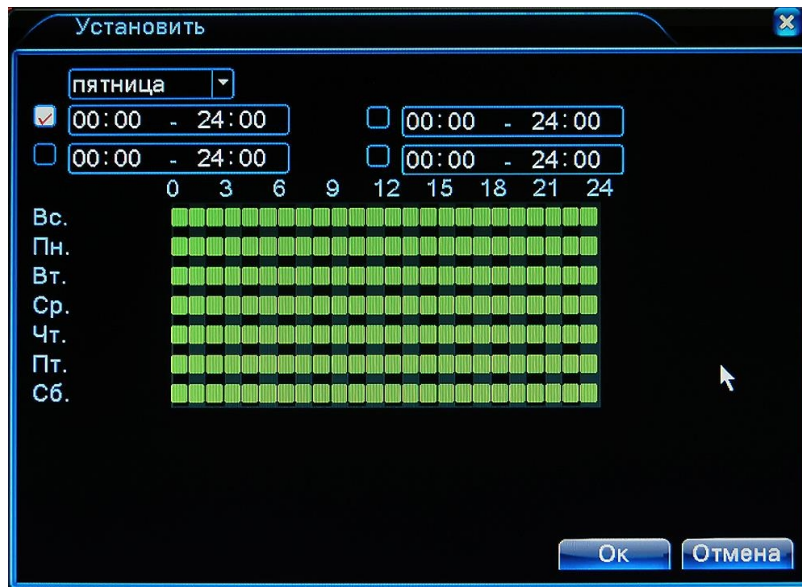 Установить
пятница
00:00 - 24:00 00:00 - 24:00
00:00 - 24:00 00:00 - 24:00
0 3 6 9 12 15 18 21 24
Вс.
Пн.
Вт.
Ср.
Чт.
Пт.
Сб.
Ок Отмена